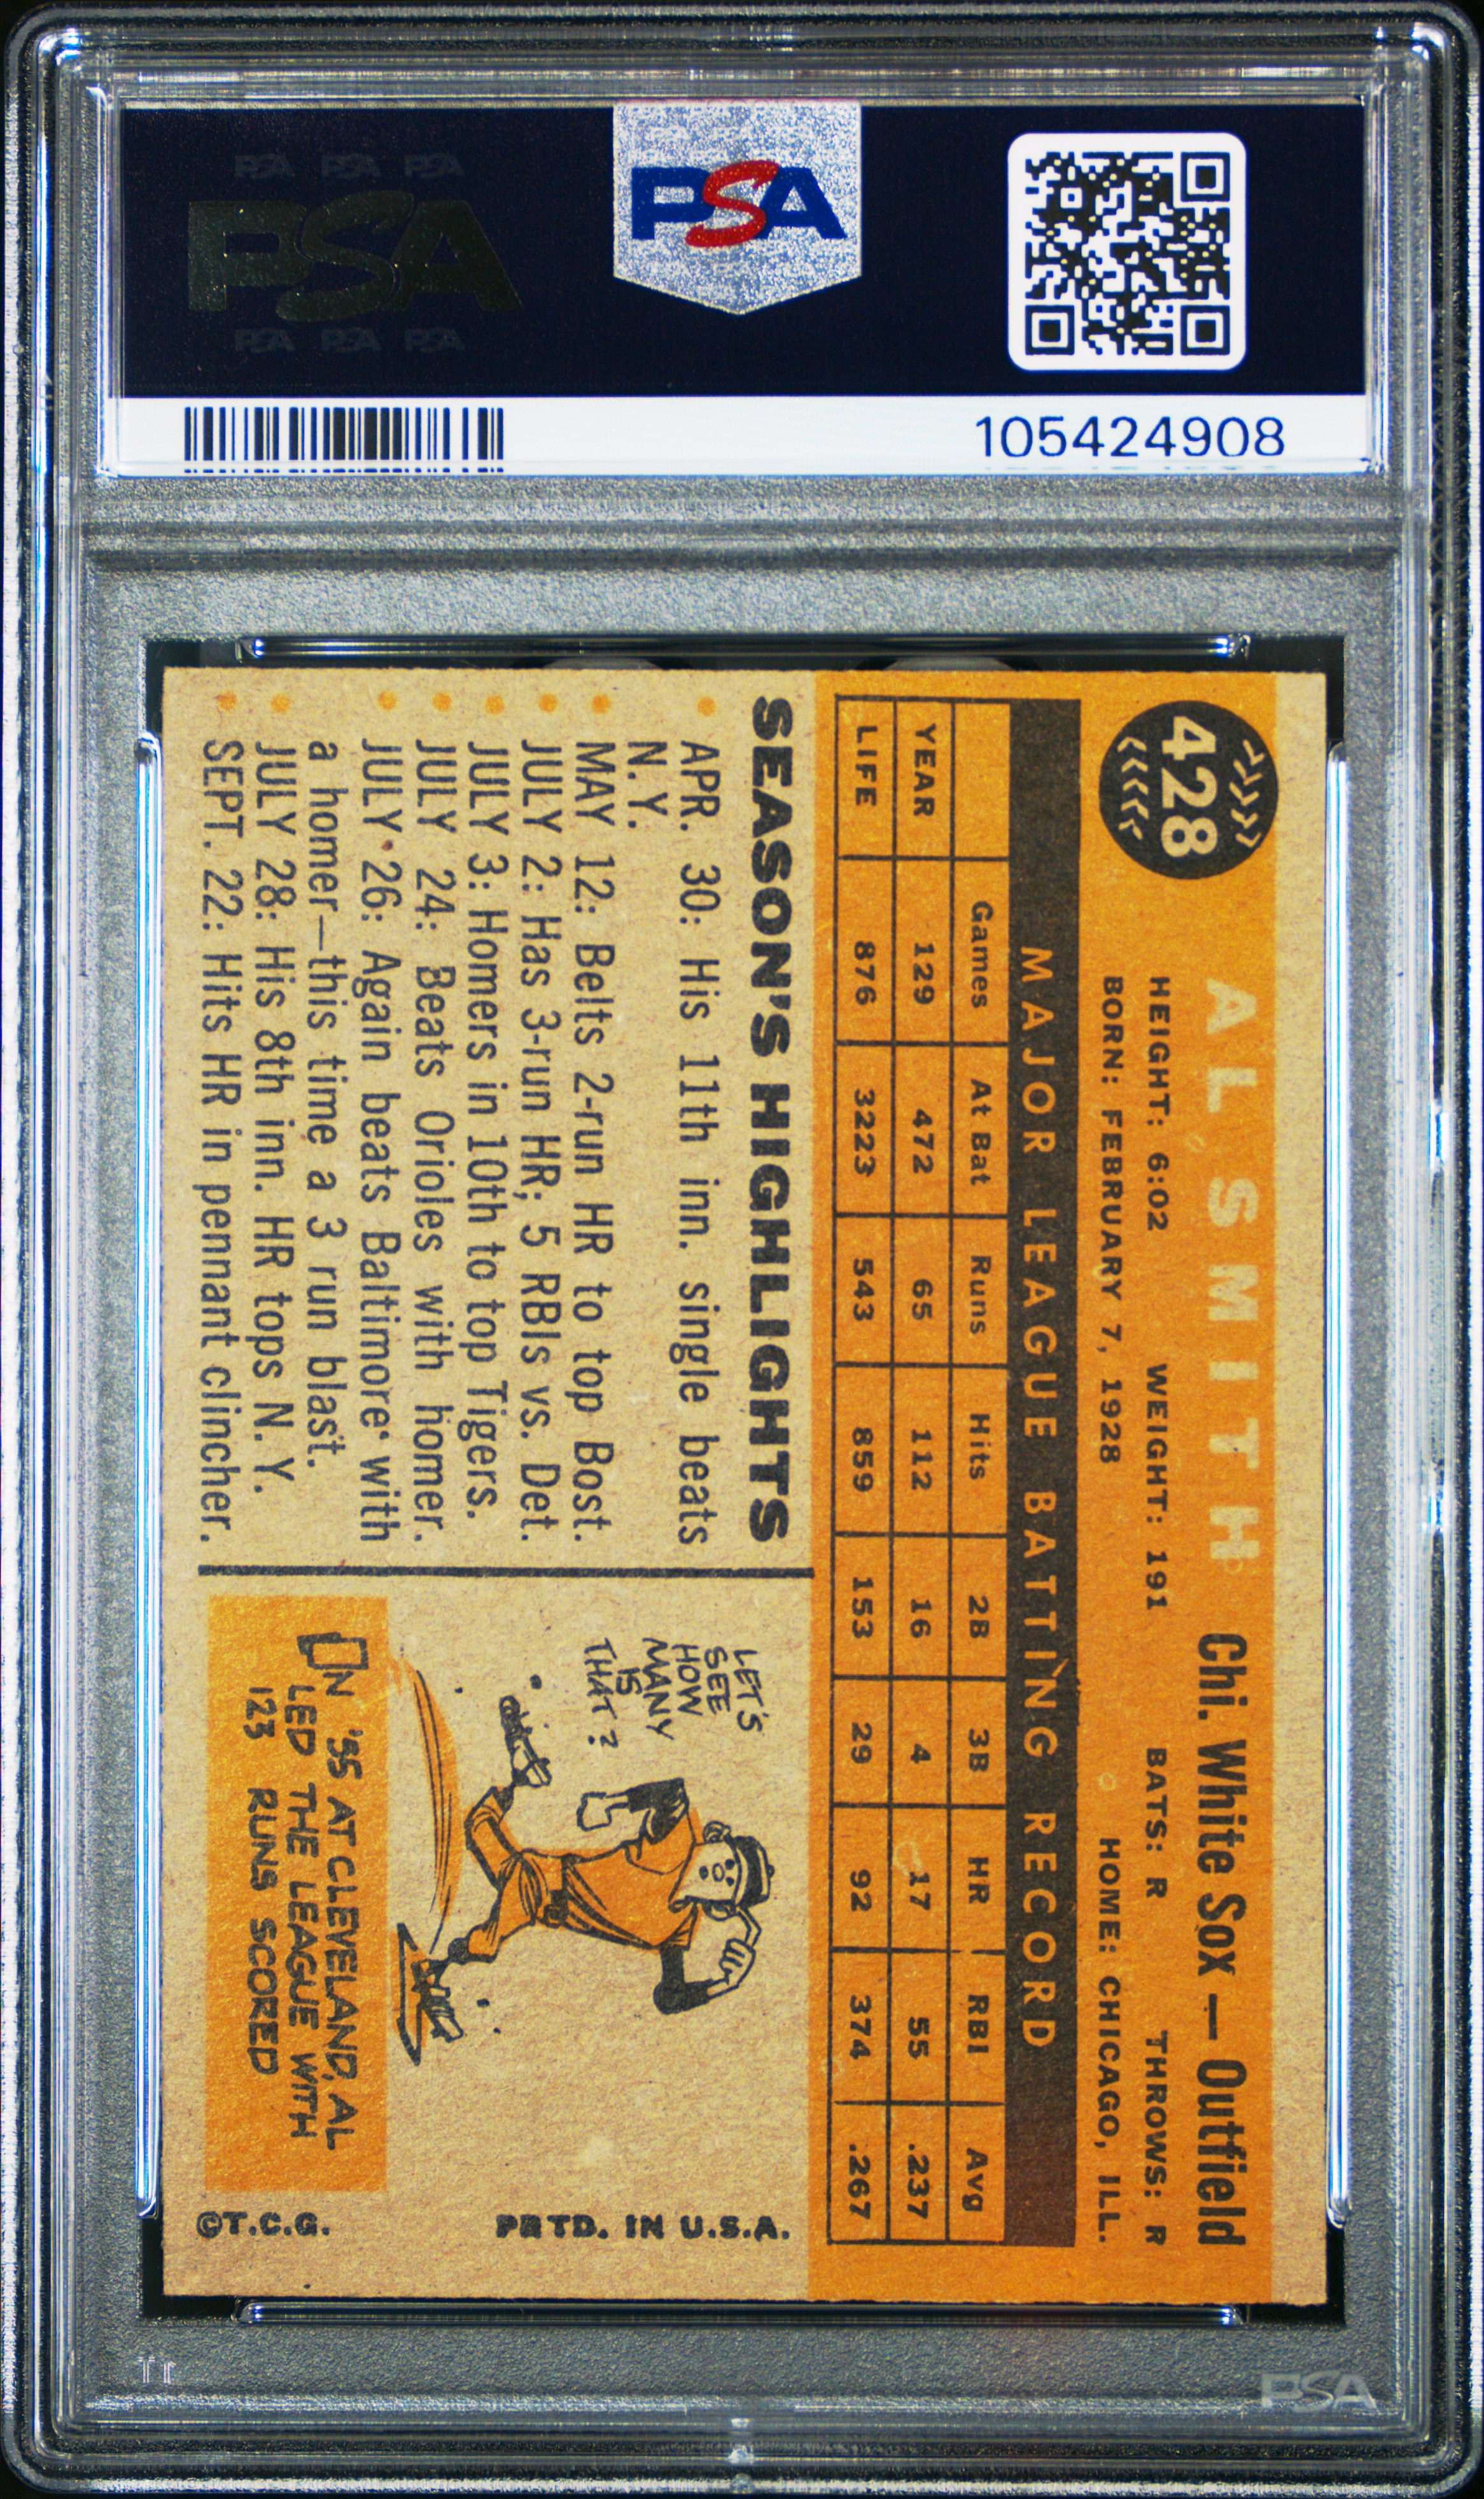 PSA PSA PSA
PSA
PSA PSA PSA
PSA
105424908
428
AL SMITH Chi. White Sox — Outfield
HEIGHT: 6:02 WEIGHT: 191 BATS: R THROWS: R
BORN: FEBRUARY 7, 1928 HOME: CHICAGO, ILL.
MAJOR LEAGUE BATTING RECORD
Games At Bat Runs Hits 2B 3B HR RBI Avg
YEAR 129 472 65 112 16 4 17 55 .237
LIFE 876 3223 543 859 153 29 92 374 .267
SEASON'S HIGHLIGHTS
APR. 30: His 11th inn. single beats
N. Y.
MAY 12: Belts 2-run HR to top Bost.
JULY 2: Has 3-run HR; 5 RBIs vs. Det.
JULY 3: Homers in 10th to top Tigers.
JULY 24: Beats Orioles with homer.
JULY 26: Again beats Baltimore with
a homer—this time a 3 run blast.
JULY 28: His 8th inn. HR tops N. Y.
SEPT. 22: Hits HR in pennant clincher.
LET'S
SEE
HOW
MANY
IS
THAT?
IN '55 AT CLEVELAND, AL
LED THE LEAGUE WITH
123 RUNS SCORED
©T.C.G. PRTD. IN U.S.A.
PSA